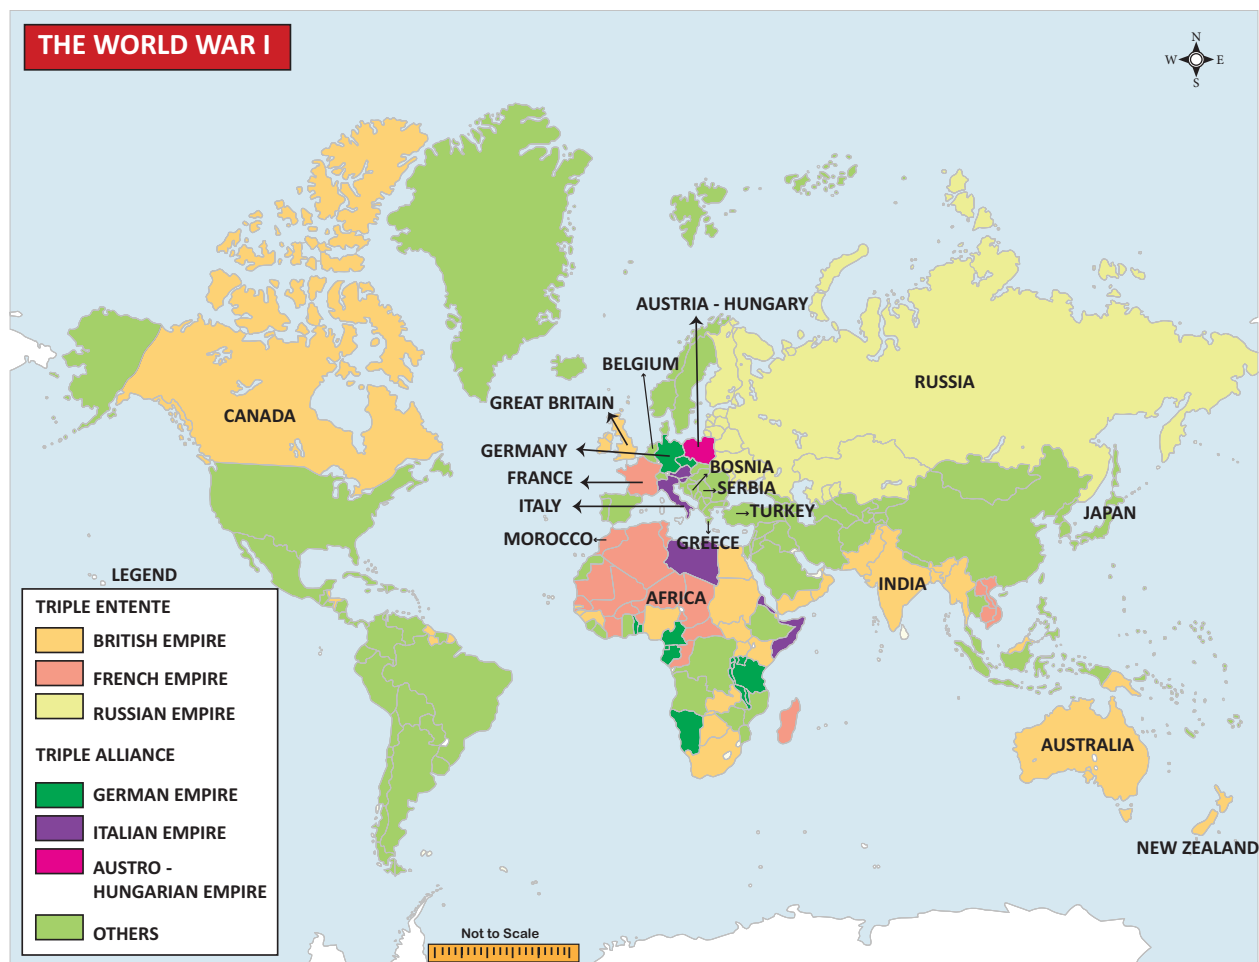 THE WORLD WAR I
N
W E
S
AUSTRIA - HUNGARY
BELGIUM
RUSSIA
GREAT BRITAIN
CANADA
GERMANY
BOSNIA
FRANCE
SERBIA
ITALY
TURKEY
JAPAN
MOROCCO
GREECE
INDIA
AFRICA
AUSTRALIA
NEW ZEALAND
LEGEND
TRIPLE ENTENTE
BRITISH EMPIRE
FRENCH EMPIRE
RUSSIAN EMPIRE
TRIPLE ALLIANCE
GERMAN EMPIRE
ITALIAN EMPIRE
AUSTRO -
HUNGARIAN EMPIRE
OTHERS
Not to Scale